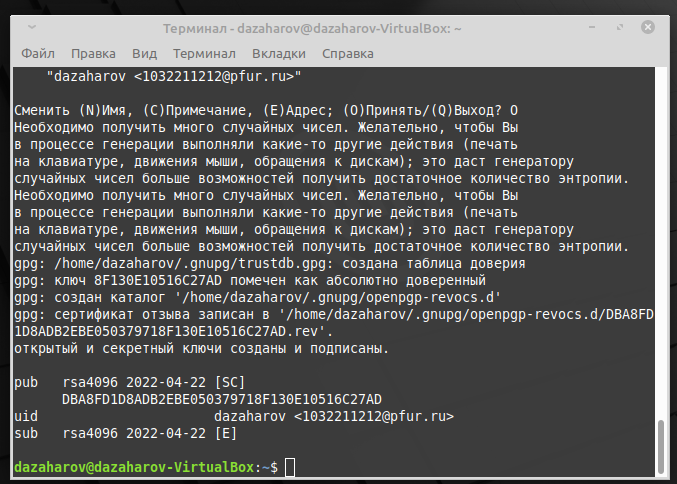 Терминал - dazaharov@dazaharov-VirtualBox: ~
Файл Правка Вид Терминал Вкладки Справка
"dazaharov <1032211212@pfur.ru>"
Сменить (N)Имя, (C)Примечание, (E)Адрес; (O)Принять/(Q)Выход? O
Необходимо получить много случайных чисел. Желательно, чтобы Вы
в процессе генерации выполняли какие-то другие действия (печать
на клавиатуре, движения мыши, обращения к дискам); это даст генератору
случайных чисел больше возможностей получить достаточное количество энтропии.
Необходимо получить много случайных чисел. Желательно, чтобы Вы
в процессе генерации выполняли какие-то другие действия (печать
на клавиатуре, движения мыши, обращения к дискам); это даст генератору
случайных чисел больше возможностей получить достаточное количество энтропии.
gpg: /home/dazaharov/.gnupg/trustdb.gpg: создана таблица доверия
gpg: ключ 8F130E10516C27AD помечен как абсолютно доверенный
gpg: создан каталог '/home/dazaharov/.gnupg/openpgp-revocs.d'
gpg: сертификат отзыва записан в '/home/dazaharov/.gnupg/openpgp-revocs.d/DBA8FD
1D8ADB2EBE050379718F130E10516C27AD.rev'.
открытый и секретный ключи созданы и подписаны.
pub rsa4096 2022-04-22 [SC]
DBA8FD1D8ADB2EBE050379718F130E10516C27AD
uid dazaharov <1032211212@pfur.ru>
sub rsa4096 2022-04-22 [E]
dazaharov@dazaharov-VirtualBox:~$